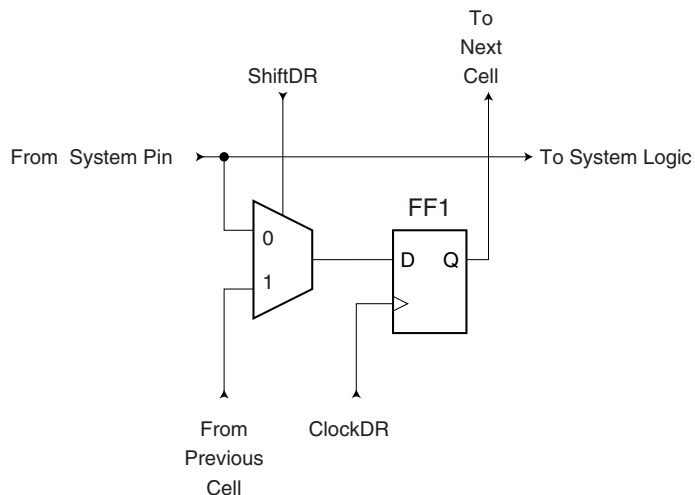 To
Next
Cell
ShiftDR
From System Pin
To System Logic
FF1
0
D Q
1
From
Previous
Cell
ClockDR